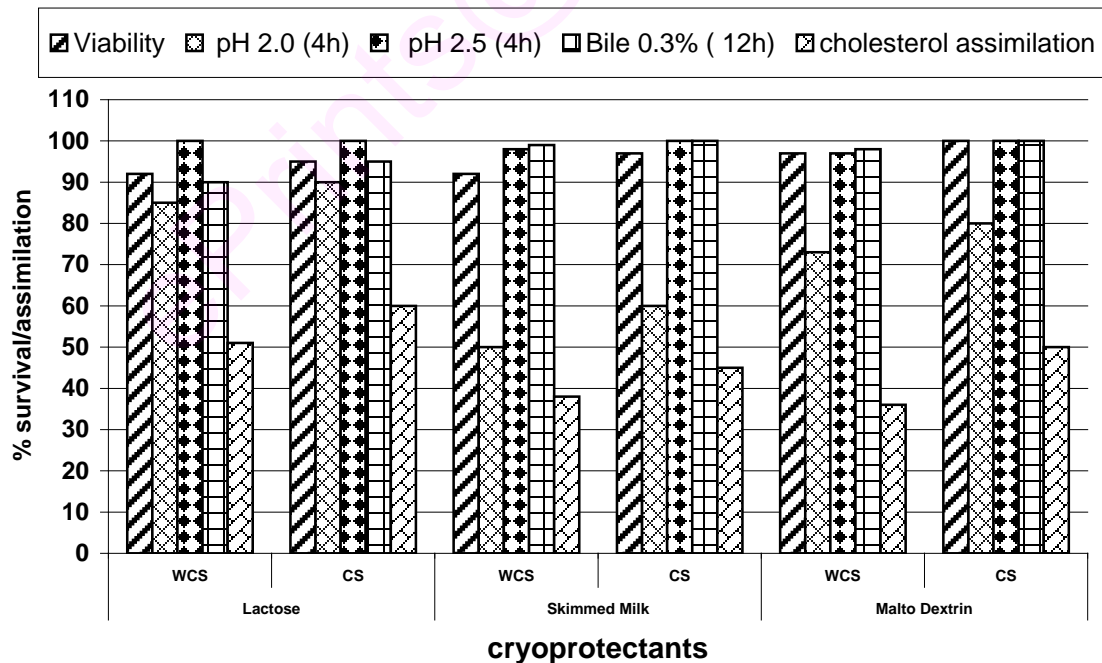 Viability pH 2.0 (4h) pH 2.5 (4h) Bile 0.3% ( 12h) cholesterol assimilation
% survival/assimilation
110
100
90
80
70
60
50
40
30
20
10
0
WCS CS WCS CS WCS CS
Lactose Skimmed Milk Malto Dextrin
cryoprotectants
Prints@